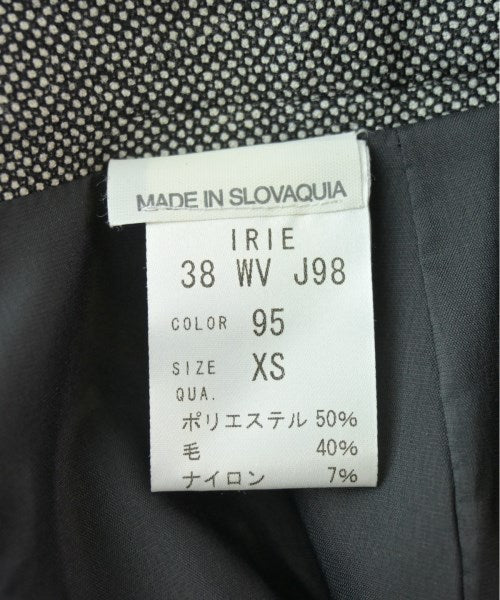 MADE IN SLOVAQUIA
IRIE
38 WV J98
COLOR 95
SIZE XS
QUA.
ポリエステル 50%
毛 40%
ナイロン 7%